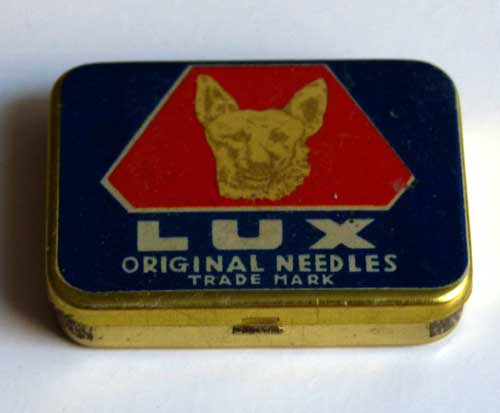 LUX
ORIGINAL NEEDLES
TRADE MARK